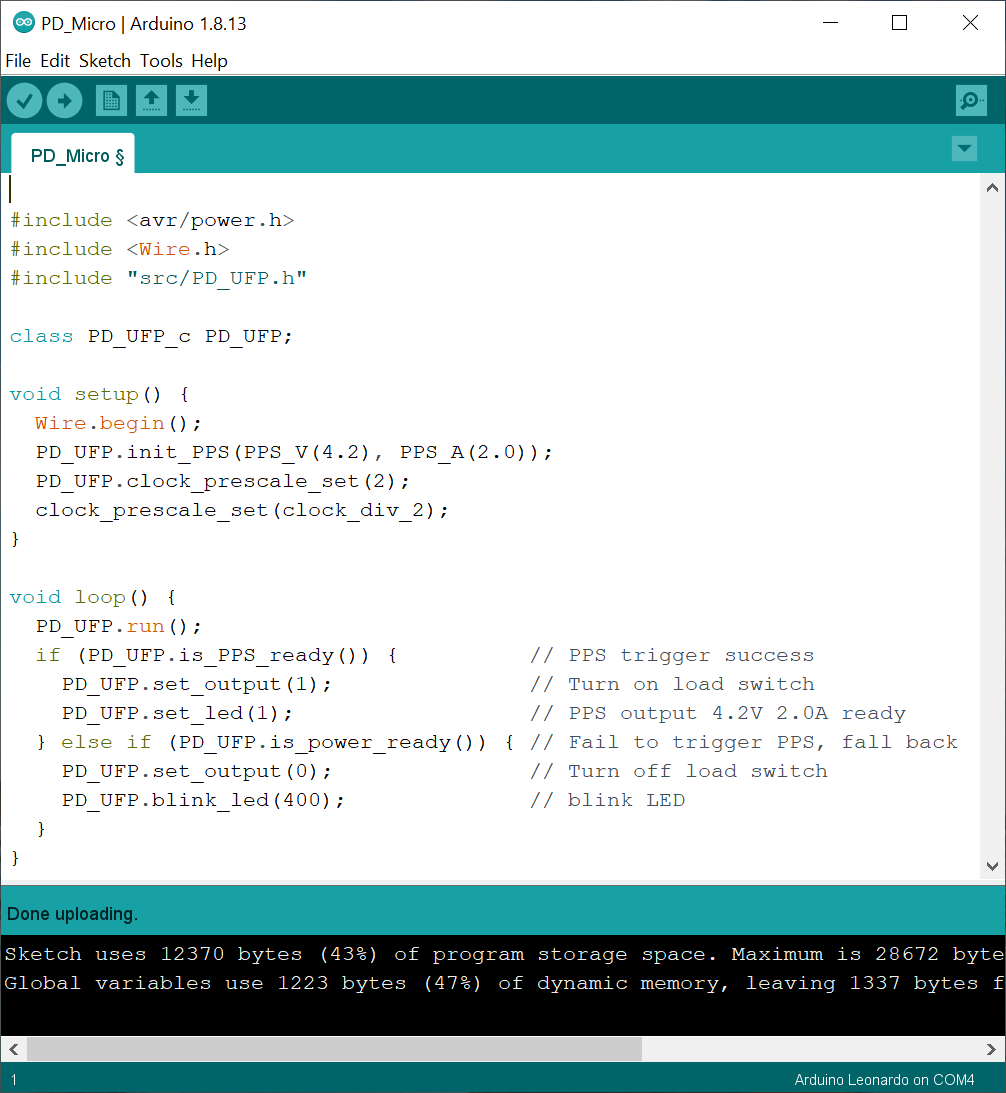 PD_Micro | Arduino 1.8.13
File Edit Sketch Tools Help
PD_Micro §
#include <avr/power.h>
#include <Wire.h>
#include "src/PD_UFP.h"
class PD_UFP_c PD_UFP;
void setup() {
  Wire.begin();
  PD_UFP.init_PPS(PPS_V(4.2), PPS_A(2.0));
  PD_UFP.clock_prescale_set(2);
  clock_prescale_set(clock_div_2);
}
void loop() {
  PD_UFP.run();
  if (PD_UFP.is_PPS_ready()) {          // PPS trigger success
    PD_UFP.set_output(1);               // Turn on load switch
    PD_UFP.set_led(1);                  // PPS output 4.2V 2.0A ready
  } else if (PD_UFP.is_power_ready()) { // Fail to trigger PPS, fall back
    PD_UFP.set_output(0);               // Turn off load switch
    PD_UFP.blink_led(400);              // blink LED
  }
}
Done uploading.
Sketch uses 12370 bytes (43%) of program storage space. Maximum is 28672 byte
Global variables use 1223 bytes (47%) of dynamic memory, leaving 1337 bytes f
1 Arduino Leonardo on COM4